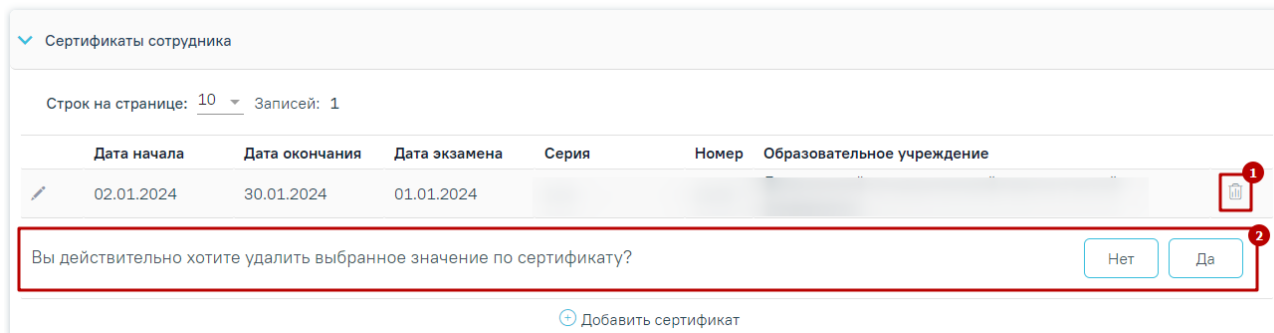 Сертификаты сотрудника
Строк на странице: 10 Записей: 1
Дата начала Дата окончания Дата экзамена Серия Номер Образовательное учреждение
1
02.01.2024 30.01.2024 01.01.2024
2
Вы действительно хотите удалить выбранное значение по сертификату? Нет Да
Добавить сертификат